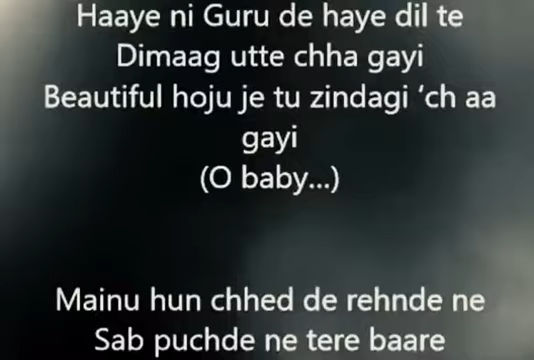 Haaye ni Guru de haye dil te
Dimaag utte chha gayi
Beautiful hoju je tu zindagi ‘ch aa
gayi
(O baby...)
Mainu hun chhed de rehnde ne
Sab puchde ne tere baare